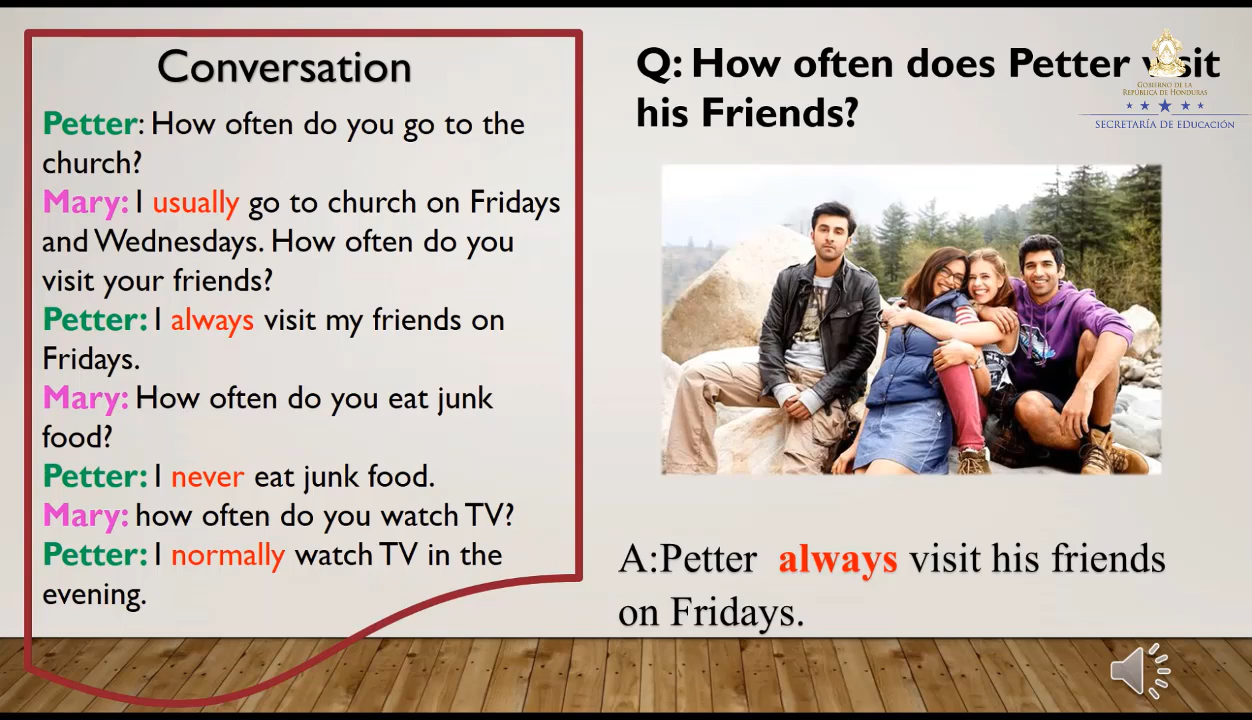 Conversation
Petter: How often do you go to the
church?
Mary: I usually go to church on Fridays
and Wednesdays. How often do you
visit your friends?
Petter: I always visit my friends on
Fridays.
Mary: How often do you eat junk
food?
Petter: I never eat junk food.
Mary: how often do you watch TV?
Petter: I normally watch TV in the
evening.
Q: How often does Petter visit
his Friends?
GOBIERNO DE LA
REPÚBLICA DE HONDURAS
SECRETARÍA DE EDUCACIÓN
A:Petter always visit his friends
on Fridays.